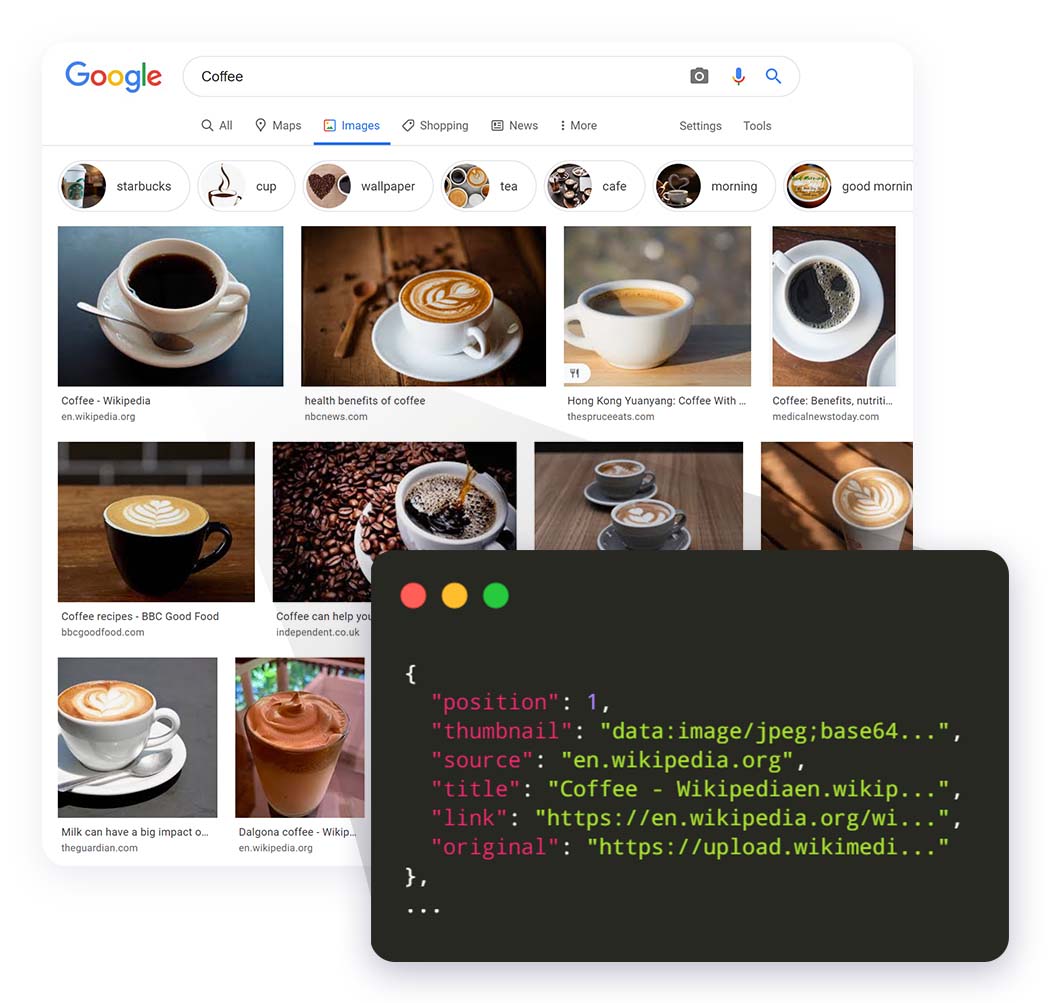 Google
Coffee
All Maps Images Shopping News More Settings Tools
starbucks cup wallpaper tea cafe morning good mornin
Coffee - Wikipedia
en.wikipedia.org
health benefits of coffee
nbcnews.com
Hong Kong Yuanyang: Coffee With ...
thespruceeats.com
Coffee: Benefits, nutriti...
medicalnewstoday.com
Coffee recipes - BBC Good Food
bbcgoodfood.com
Coffee can help you
independent.co.uk
Milk can have a big impact o...
theguardian.com
Dalgona coffee - Wikip...
en.wikipedia.org
{
"position": 1,
"thumbnail": "data:image/jpeg;base64...",
"source": "en.wikipedia.org",
"title": "Coffee - Wikipediaen.wikip...",
"link": "https://en.wikipedia.org/wi...",
"original": "https://upload.wikimedi..."
},
...